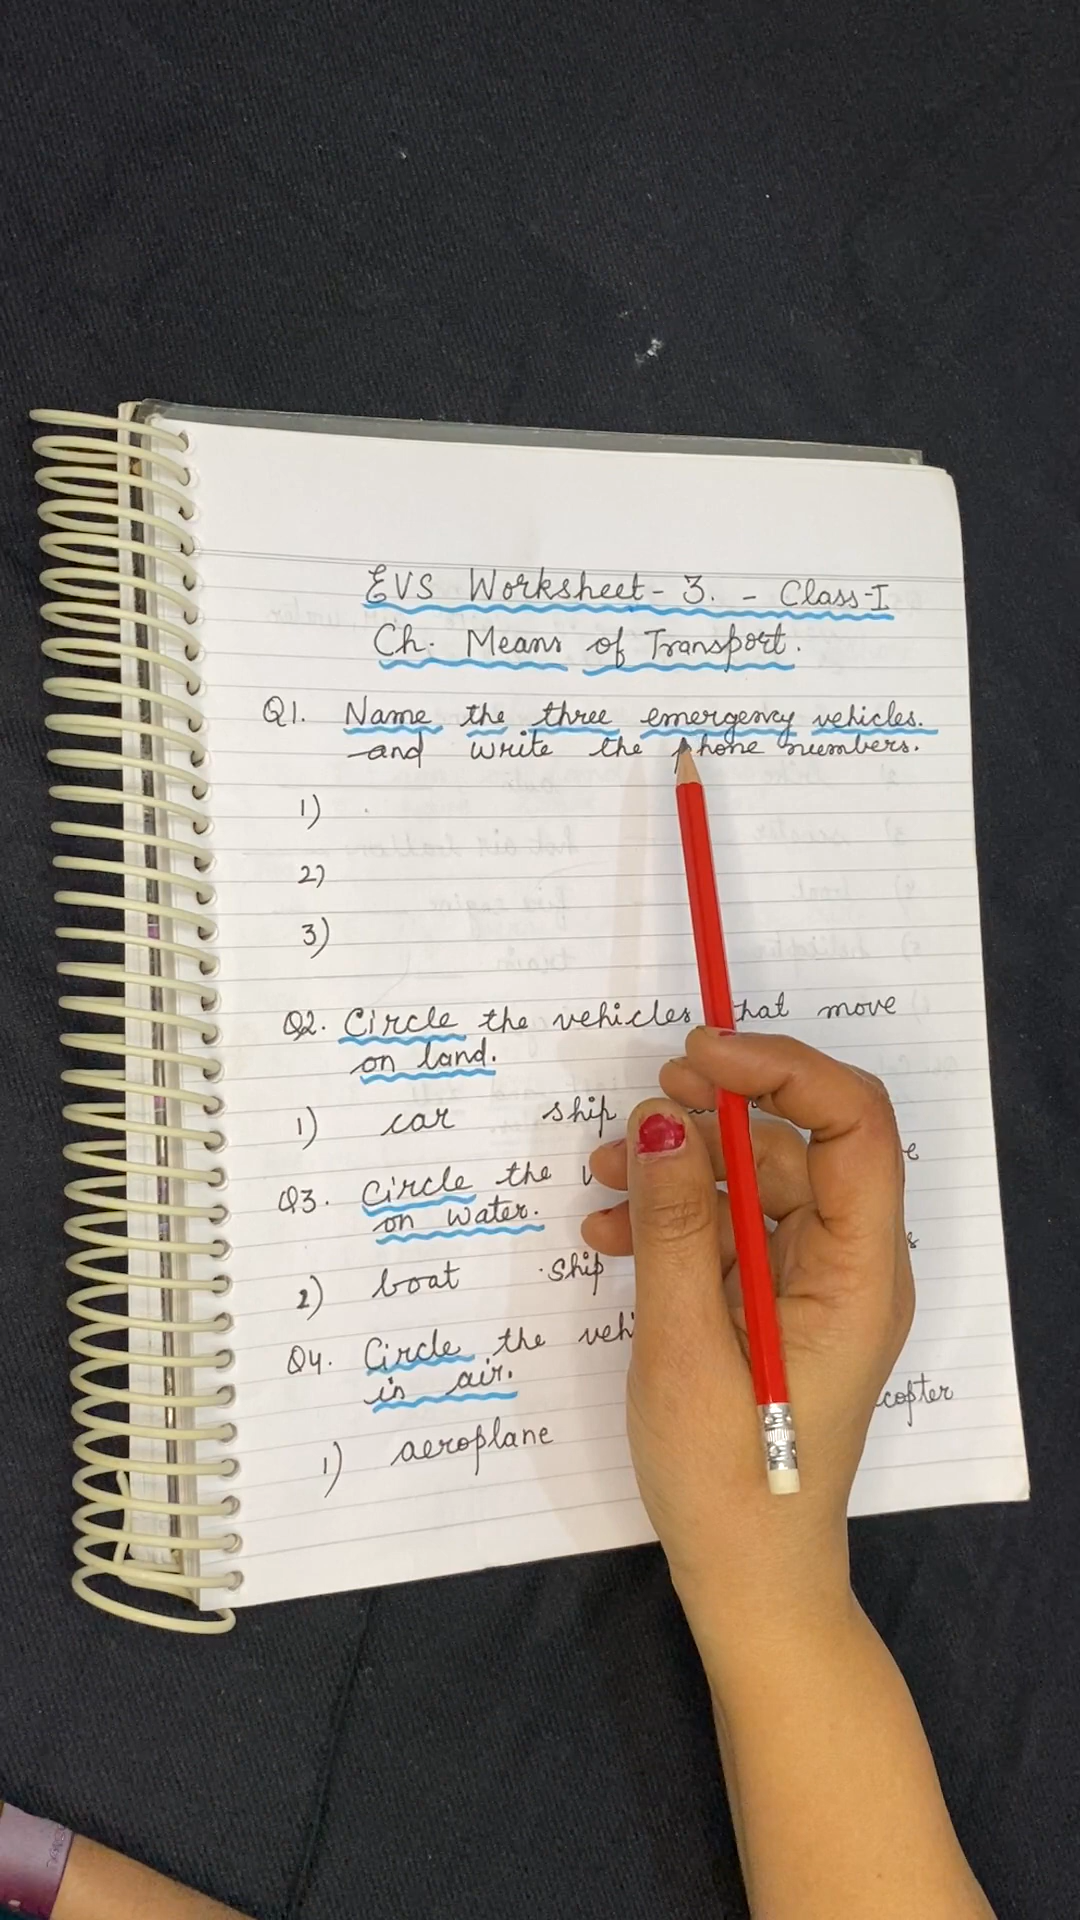 EVS Worksheet - 3. - Class-I
Ch. Means of Transport.
Q1. Name the three emergency vehicles.
and write the phone numbers.
1)
2)
3)
Q2. Circle the vehicles that move
on land.
1) car ship
Q3. Circle the
on water.
2) boat ship
Q4. Circle the
in air.
1) aeroplane